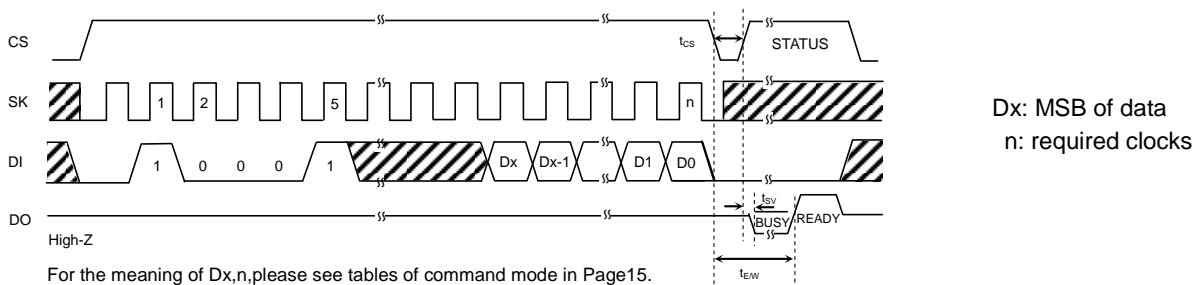 CS
tCS
STATUS
SK
1
2
5
n
Dx: MSB of data
n: required clocks
DI
1
0
0
0
1
Dx
Dx-1
D1
D0
tSV
DO
BUSY
READY
High-Z
tE/W
For the meaning of Dx,n,please see tables of command mode in Page15.